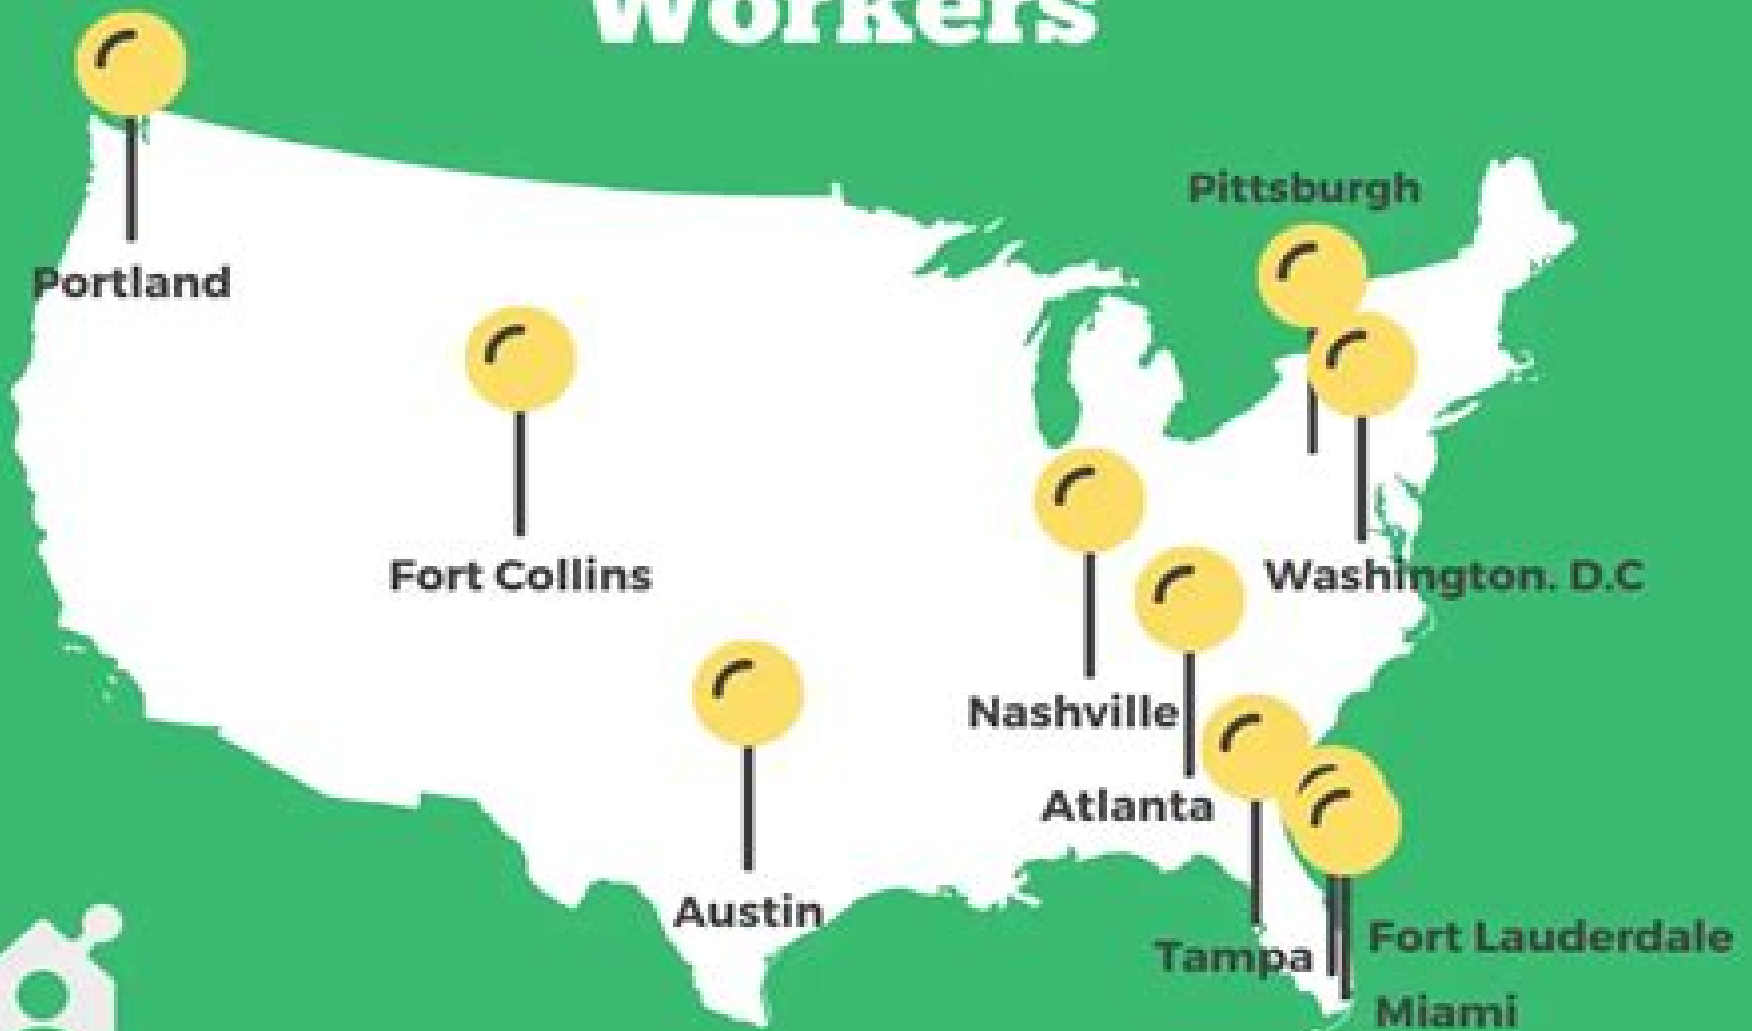 Workers
Pittsburgh
Portland
Fort Collins
Washington. D.C
Nashville
Atlanta
Austin
Fort Lauderdale
Tampa
Miami